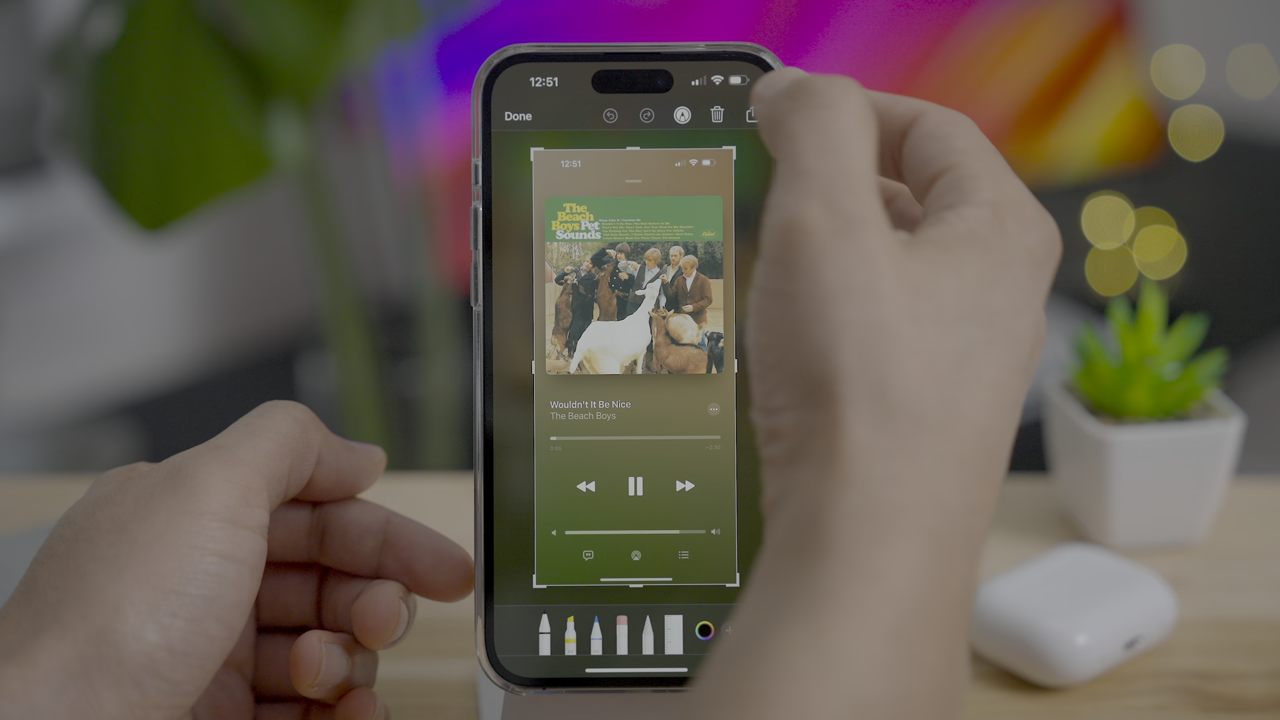 12:51
Done
12:51
The
Beach
Boys Pet
Sounds
Wouldn't It Be Nice
The Beach Boys